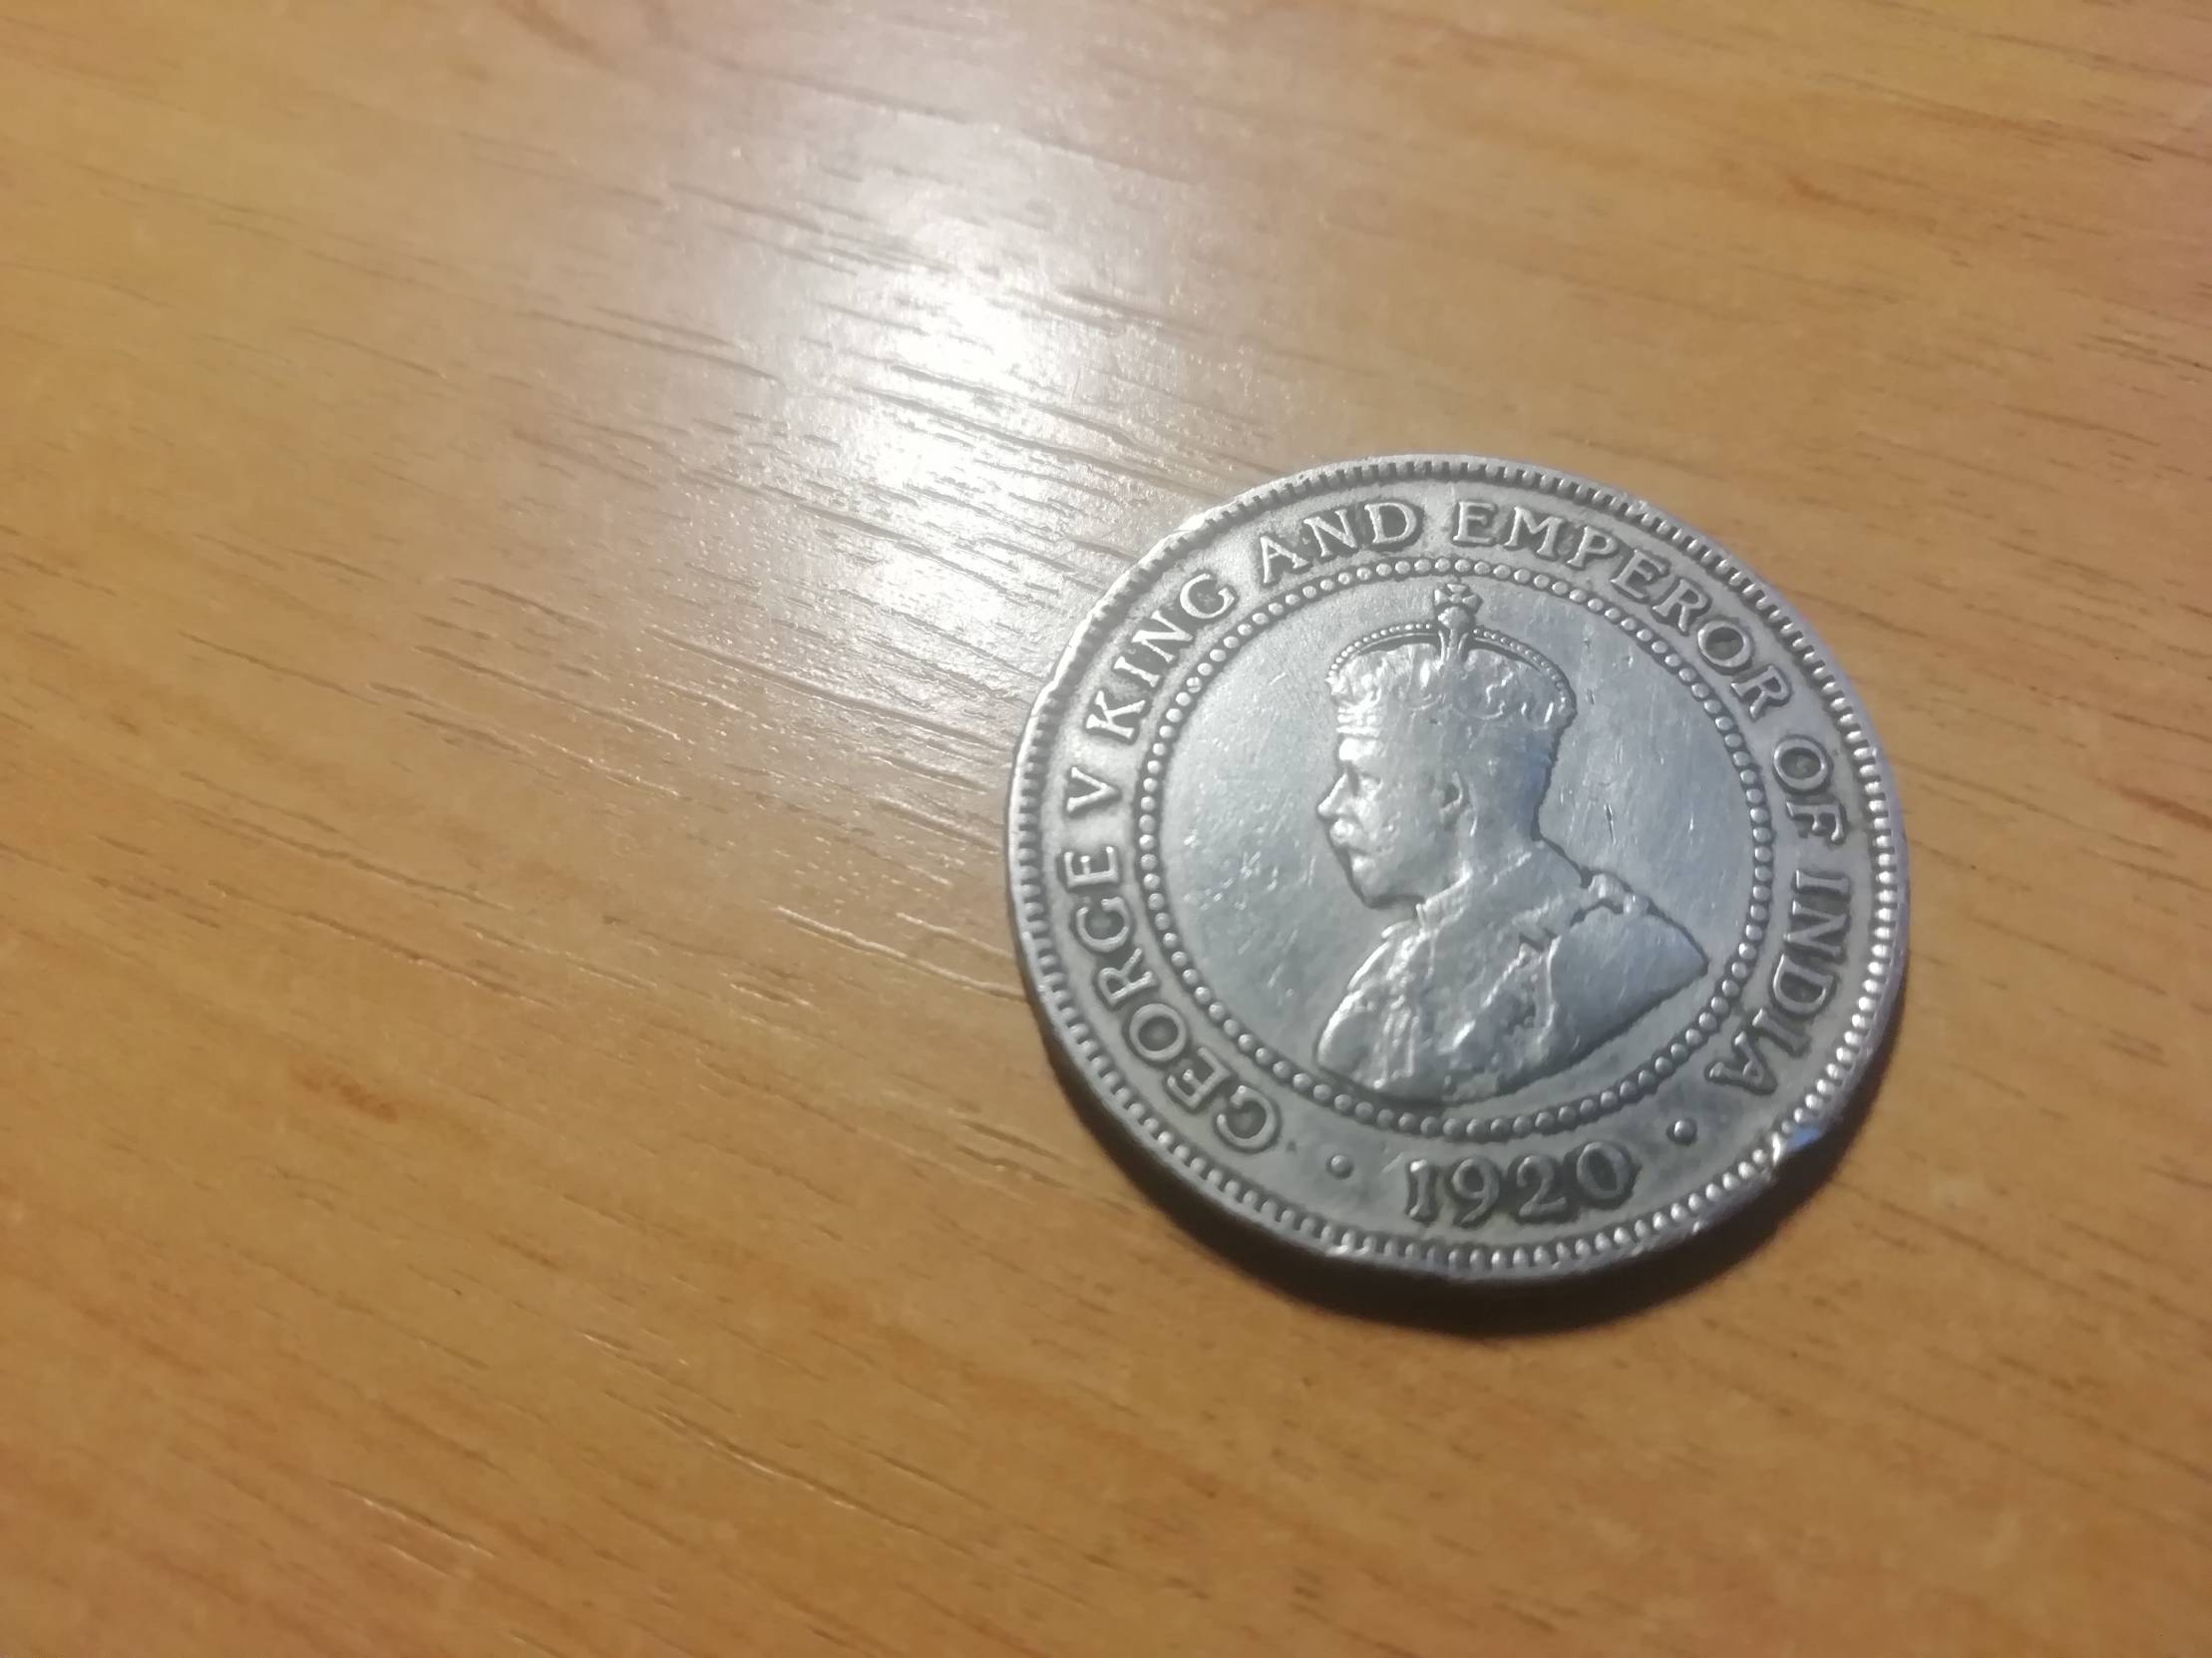 GEORGE V KING AND EMPEROR OF INDIA
• 1920 •